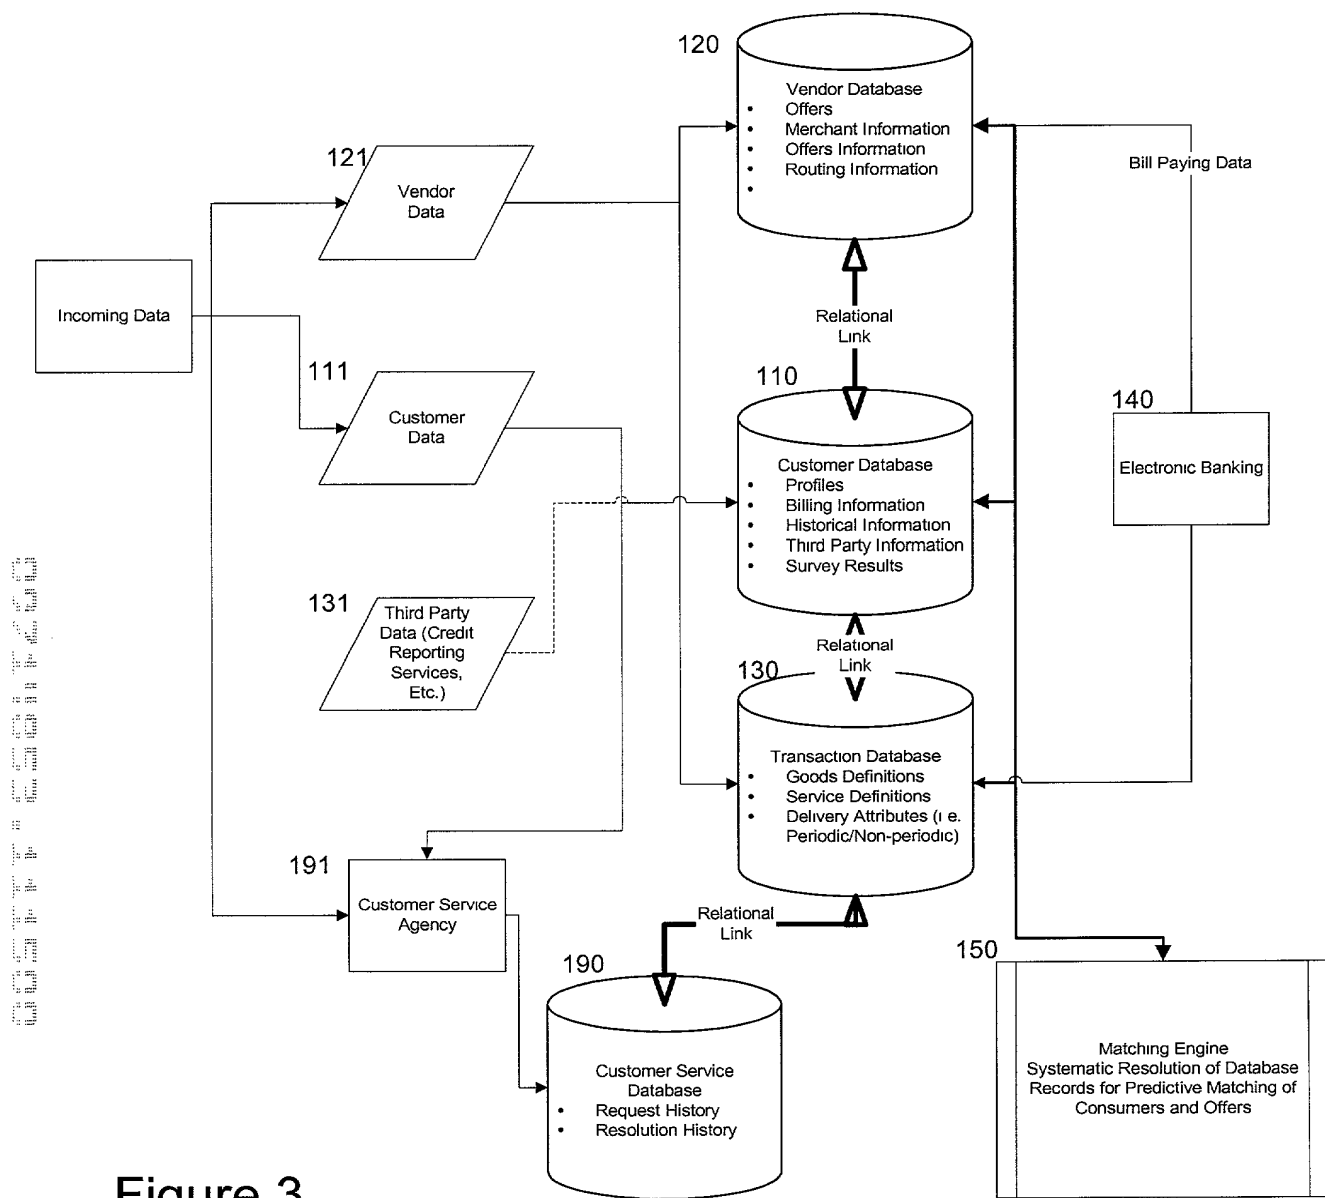 120
Vendor Database
• Offers
• Merchant Information
• Offers Information
• Routing Information
•
121
Vendor
Data
Bill Paying Data
Incoming Data
Relational
Link
111
Customer
Data
110
Customer Database
• Profiles
• Billing Information
• Historical Information
• Third Party Information
• Survey Results
140
Electronic Banking
131
Third Party
Data (Credit
Reporting
Services,
Etc.)
Relational
Link
130
Transaction Database
• Goods Definitions
• Service Definitions
• Delivery Attributes (i e.
Periodic/Non-periodic)
191
Customer Service
Agency
Relational
Link
190
Customer Service
Database
• Request History
• Resolution History
150
Matching Engine
Systematic Resolution of Database
Records for Predictive Matching of
Consumers and Offers
Figure 3